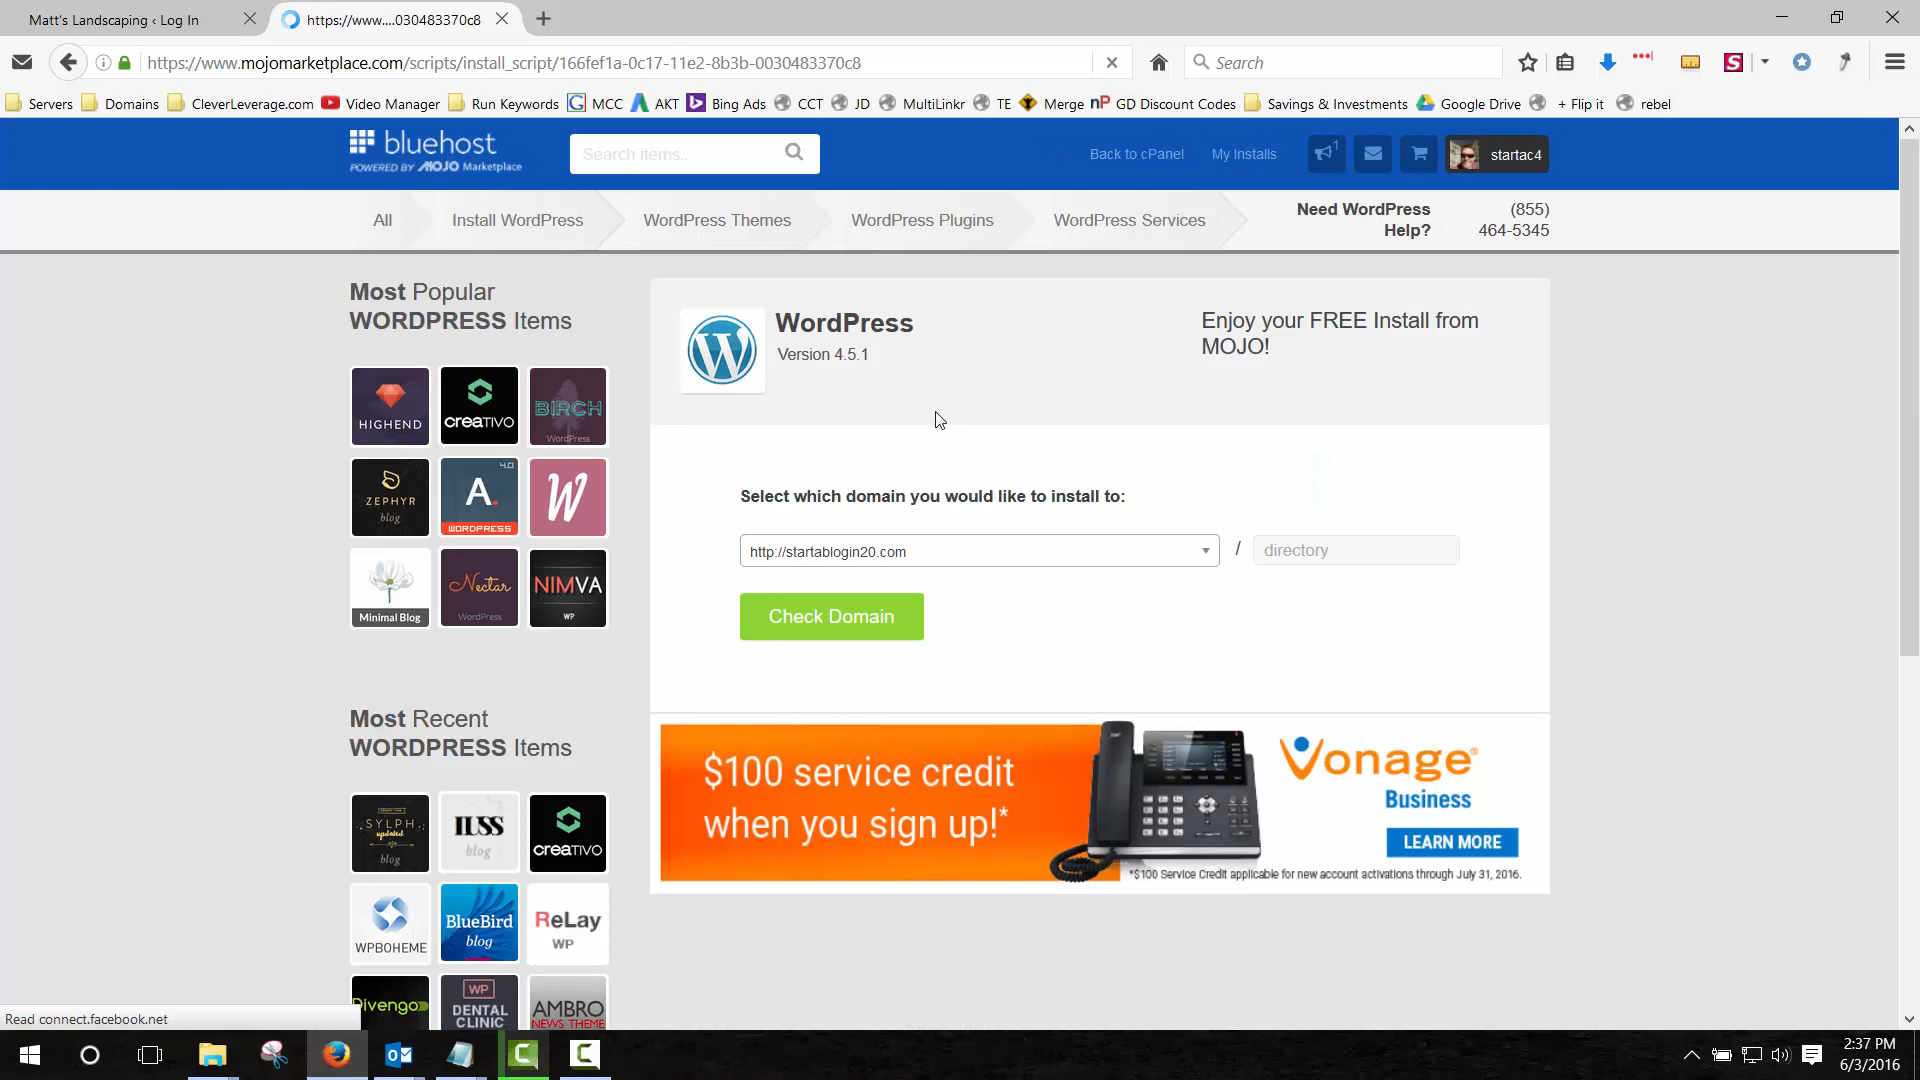 Matt's Landscaping ‹ Log In
https://www....030483370c8
https://www.mojomarketplace.com/scripts/install_script/166fef1a-0c17-11e2-8b3b-0030483370c8
Search
Servers
Domains
CleverLeverage.com
Video Manager
Run Keywords
MCC
AKT
Bing Ads
CCT
JD
MultiLinkr
TE
Merge
GD Discount Codes
Savings & Investments
Google Drive
+ Flip it
rebel
bluehost
POWERED BY MOJO Marketplace
Search items..
Back to cPanel
My Installs
1
startac4
All
Install WordPress
WordPress Themes
WordPress Plugins
WordPress Services
Need WordPress Help?
(855) 464-5345
Most Popular
WORDPRESS Items
HIGHEND
CREATIVO
BIRCH
WordPress
ZEPHYR
blog
4.0
A.
WORDPRESS
W
Minimal Blog
Nectar
WordPress
NIMVA
WP
WordPress
Version 4.5.1
Enjoy your FREE Install from
MOJO!
Select which domain you would like to install to:
http://startablogin20.com
/
directory
Check Domain
$100 service credit
when you sign up!*
Vonage®
Business
LEARN MORE
*$100 Service Credit applicable for new account activations through July 31, 2016.
Most Recent
WORDPRESS Items
SYLPH
updated
blog
IUSS
blog
CREATIVO
WPBOHEME
BlueBird
blog
ReLay
WP
Divengo
WP
DENTAL
CLINIC
AMBRO
NEWS THEME
Read connect.facebook.net
2:37 PM
6/3/2016